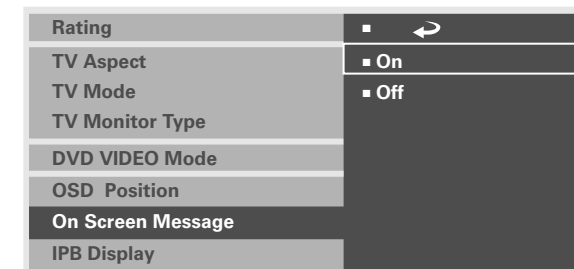 Rating
TV Aspect
TV Mode
TV Monitor Type
DVD VIDEO Mode
OSD Position
On Screen Message
IPB Display
On
Off